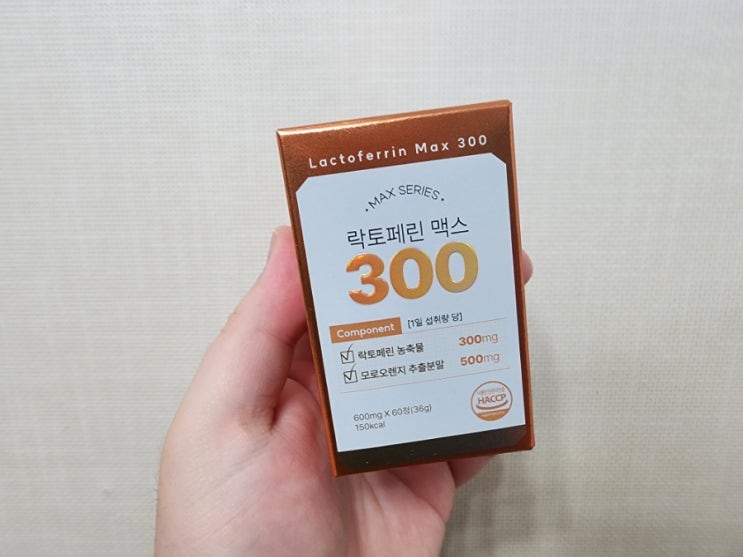 Lactoferrin Max 300
• MAX SERIES •
락토페린 맥스
300
Component [1일 섭취량 당]
락토페린 농축물 300mg
모로오렌지 추출분말 500mg
600mg X 60정(36g)
150kcal
HACCP